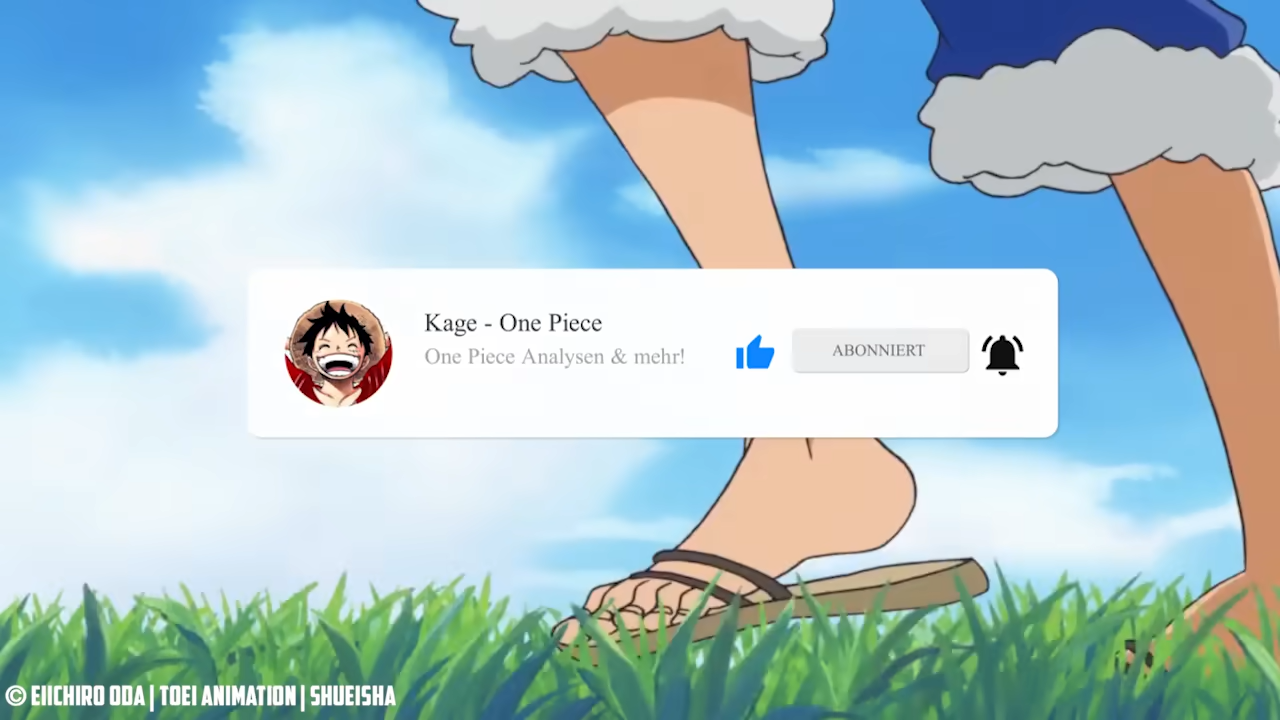 Kage - One Piece
One Piece Analysen & mehr!
ABONNIERT
© EIICHIRO ODA | TOEI ANIMATION | SHUEISHA